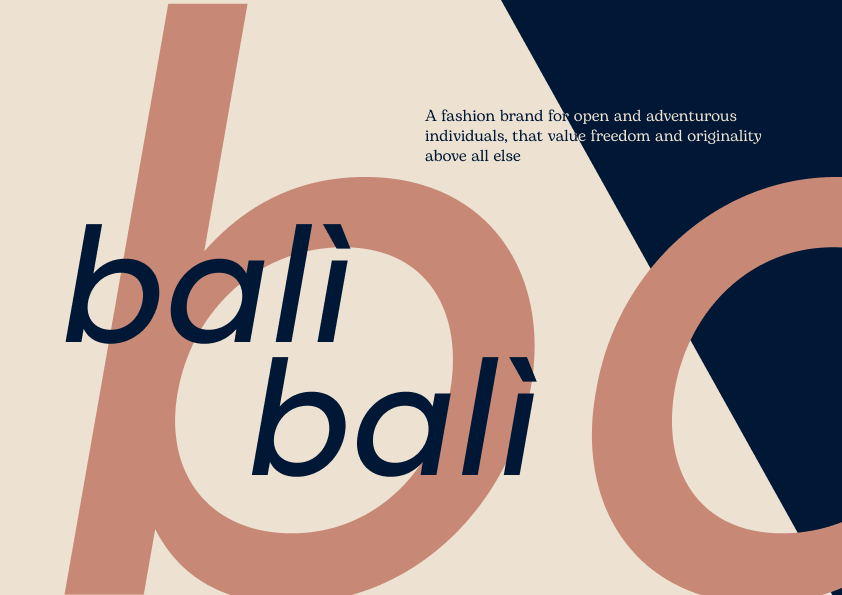 A fashion brand for open and adventurous
individuals, that value freedom and originality
above all else
balì
balì